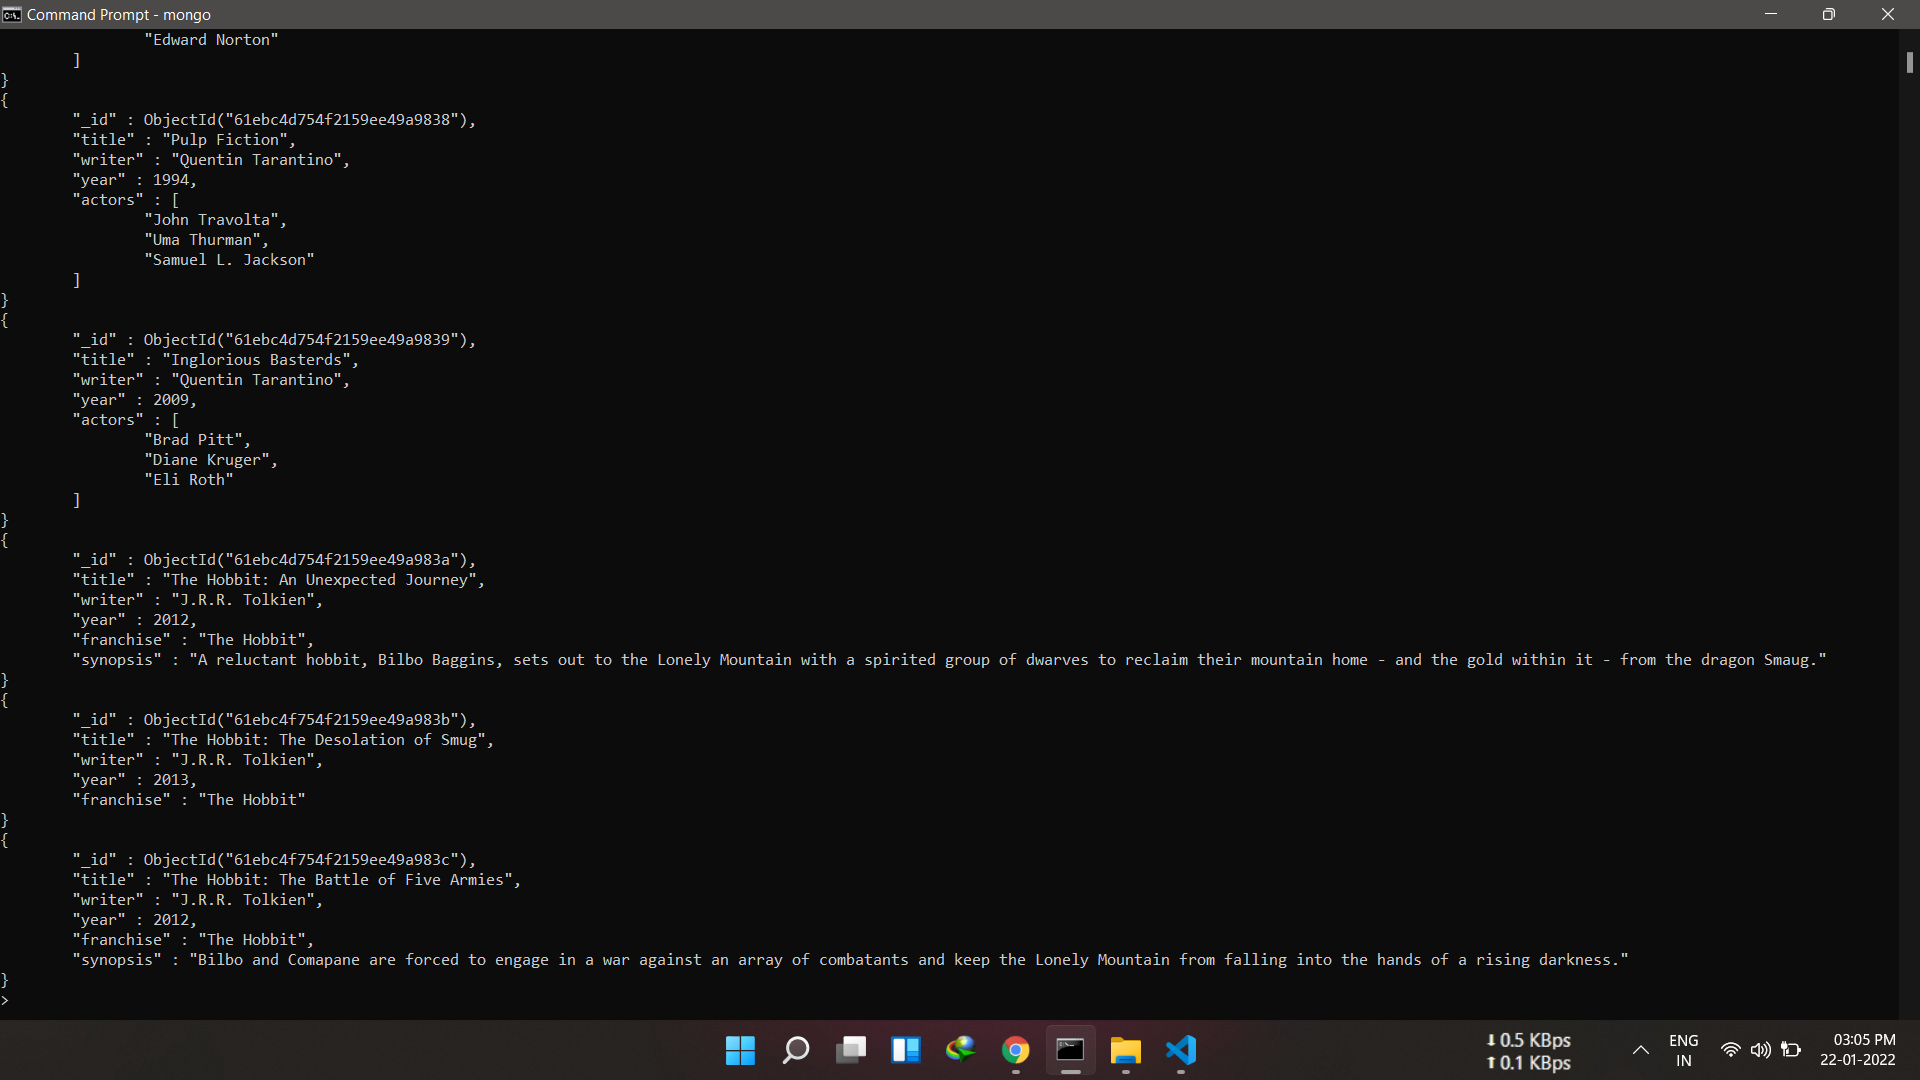 Command Prompt - mongo
"Edward Norton"
]
}
{
"_id" : ObjectId("61ebc4d754f2159ee49a9838"),
"title" : "Pulp Fiction",
"writer" : "Quentin Tarantino",
"year" : 1994,
"actors" : [
"John Travolta",
"Uma Thurman",
"Samuel L. Jackson"
]
}
{
"_id" : ObjectId("61ebc4d754f2159ee49a9839"),
"title" : "Inglorious Basterds",
"writer" : "Quentin Tarantino",
"year" : 2009,
"actors" : [
"Brad Pitt",
"Diane Kruger",
"Eli Roth"
]
}
{
"_id" : ObjectId("61ebc4d754f2159ee49a983a"),
"title" : "The Hobbit: An Unexpected Journey",
"writer" : "J.R.R. Tolkien",
"year" : 2012,
"franchise" : "The Hobbit",
"synopsis" : "A reluctant hobbit, Bilbo Baggins, sets out to the Lonely Mountain with a spirited group of dwarves to reclaim their mountain home - and the gold within it - from the dragon Smaug."
}
{
"_id" : ObjectId("61ebc4f754f2159ee49a983b"),
"title" : "The Hobbit: The Desolation of Smug",
"writer" : "J.R.R. Tolkien",
"year" : 2013,
"franchise" : "The Hobbit"
}
{
"_id" : ObjectId("61ebc4f754f2159ee49a983c"),
"title" : "The Hobbit: The Battle of Five Armies",
"writer" : "J.R.R. Tolkien",
"year" : 2012,
"franchise" : "The Hobbit",
"synopsis" : "Bilbo and Comapane are forced to engage in a war against an array of combatants and keep the Lonely Mountain from falling into the hands of a rising darkness."
}
>
0.5 KBps
0.1 KBps
ENG
IN
03:05 PM
22-01-2022